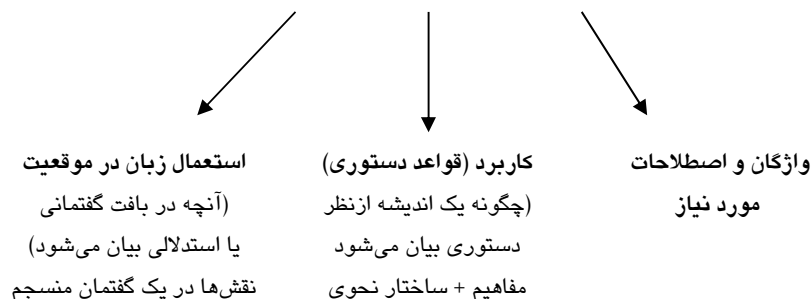 واژگان و اصطلاحات
مورد نیاز
کاربرد (قواعد دستوری)
(چگونه یک اندیشه ازنظر
دستوری بیان می‌شود
مفاهیم + ساختار نحوی
استعمال زبان در موقعیت
(آنچه در بافت گفتمانی
یا استدلالی بیان می‌شود)
نقش‌ها در یک گفتمان منسجم